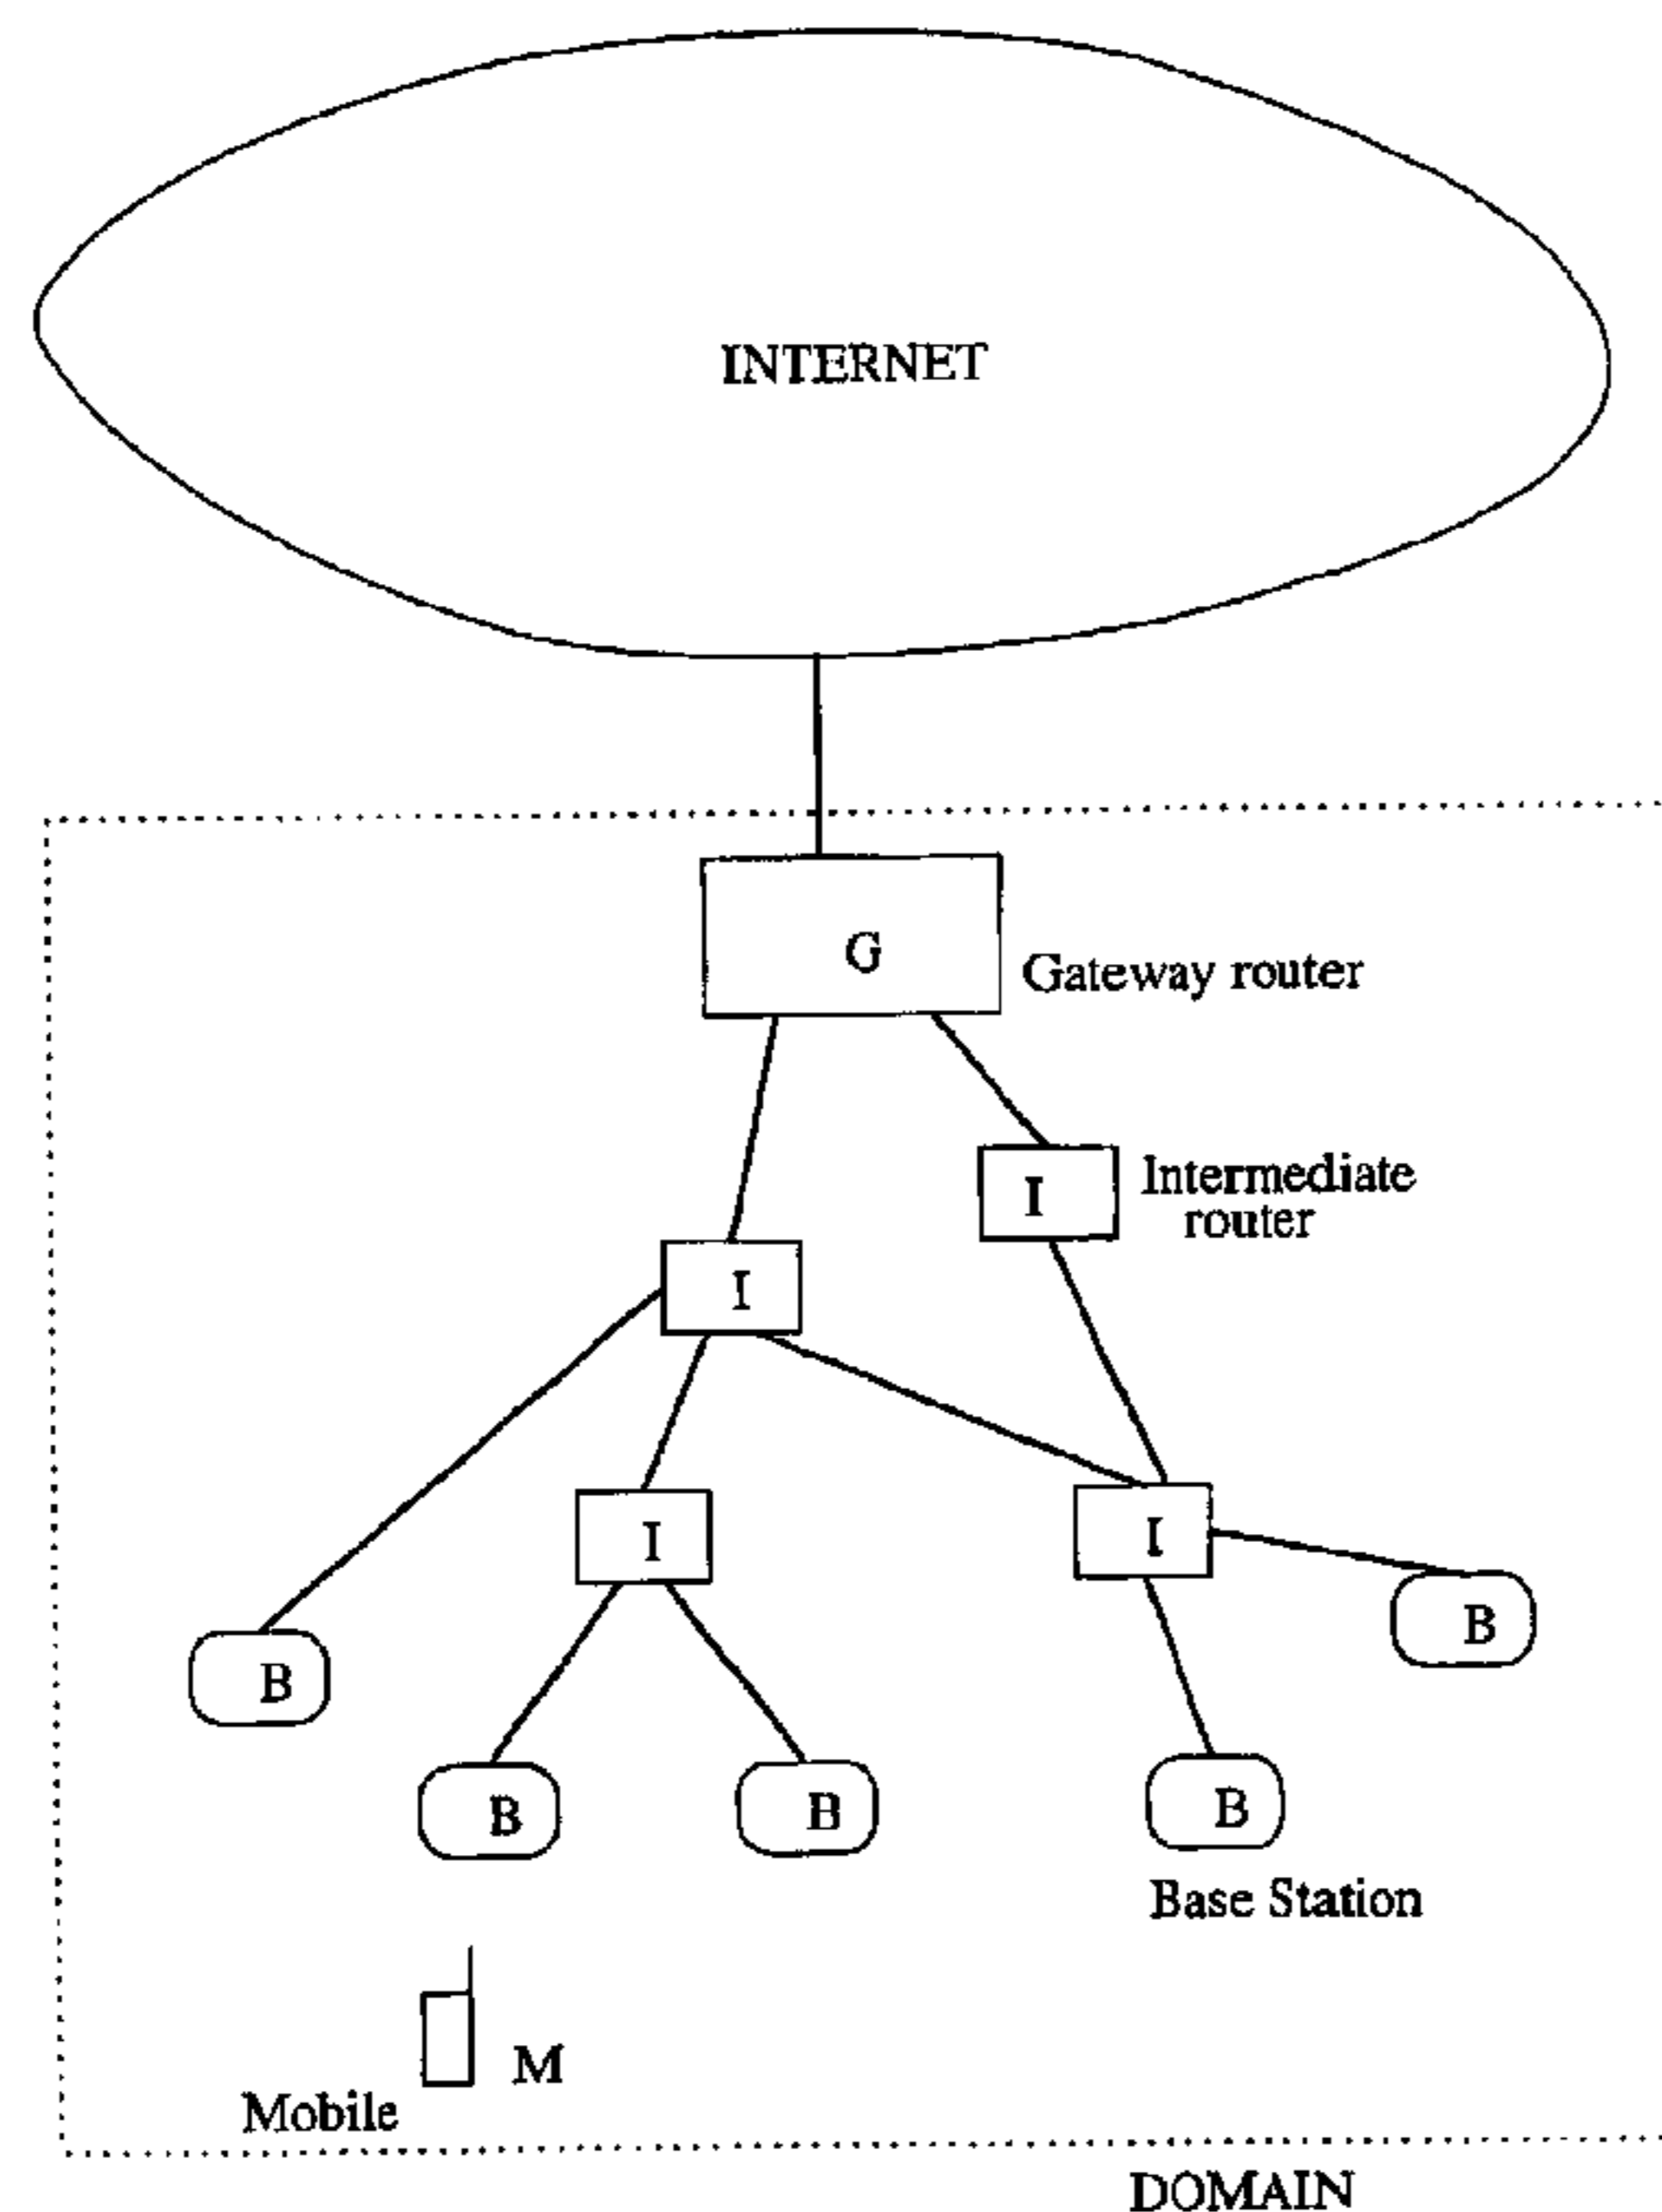 INTERNET
G
Gateway router
I
Intermediate
router
I
I
I
B
B
B
B
B
Base Station
M
Mobile
DOMAIN